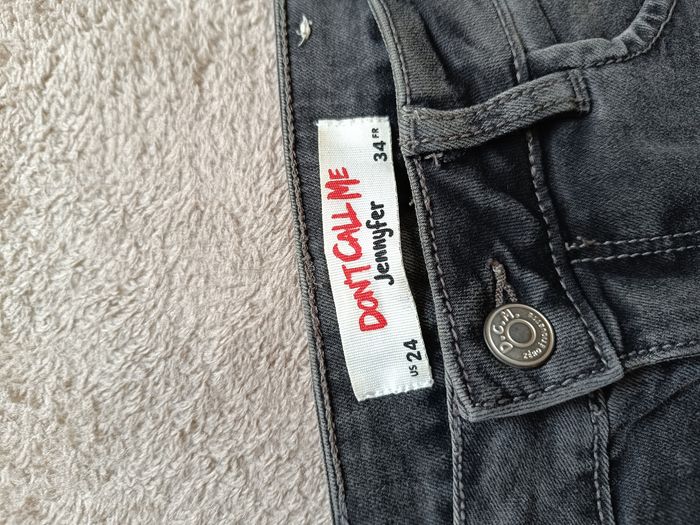 DON'T CALL ME
Jennyfer
US 24
34 FR
D.C.M.